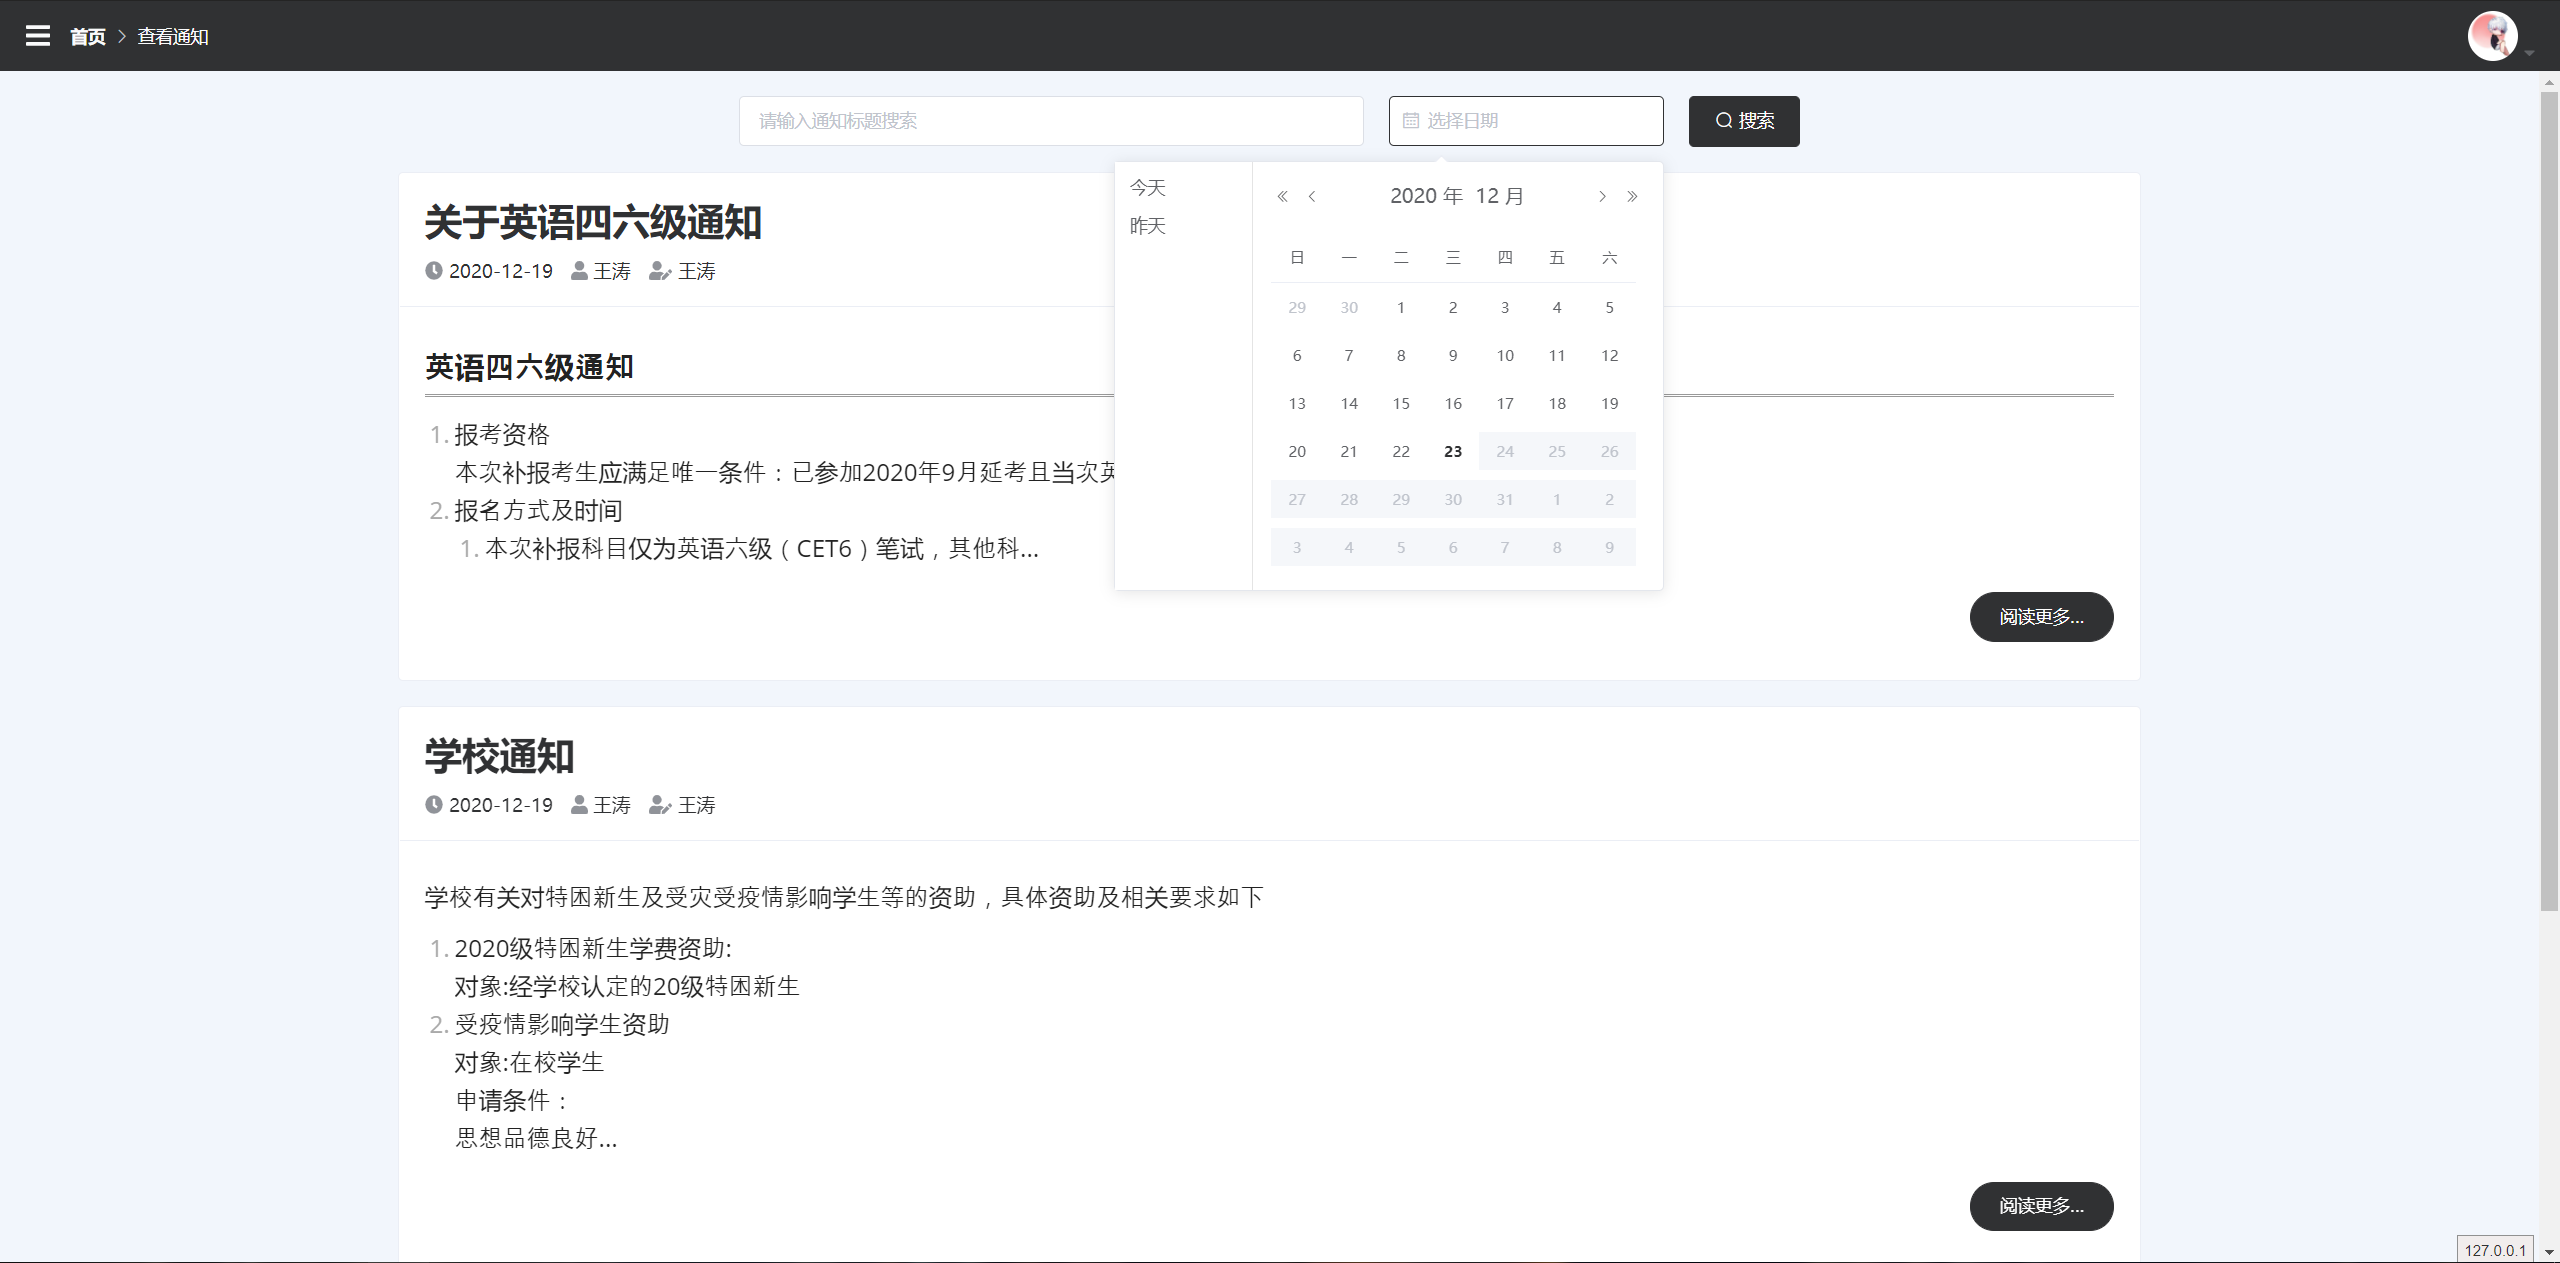 首页 > 查看通知
请输入通知标题搜索
选择日期
搜索
今天
昨天
« < 2020 年 12 月 > »
日 一 二 三 四 五 六
29 30 1 2 3 4 5
6 7 8 9 10 11 12
13 14 15 16 17 18 19
20 21 22 23 24 25 26
27 28 29 30 31 1 2
3 4 5 6 7 8 9
关于英语四六级通知
2020-12-19 王涛 王涛
英语四六级通知
1. 报考资格
本次补报考生应满足唯一条件：已参加2020年9月延考且当次英
2. 报名方式及时间
1. 本次补报科目仅为英语六级（CET6）笔试，其他科...
阅读更多...
学校通知
2020-12-19 王涛 王涛
学校有关对特困新生及受灾受疫情影响学生等的资助，具体资助及相关要求如下
1. 2020级特困新生学费资助:
对象:经学校认定的20级特困新生
2. 受疫情影响学生资助
对象:在校学生
申请条件：
思想品德良好...
阅读更多...
127.0.0.1